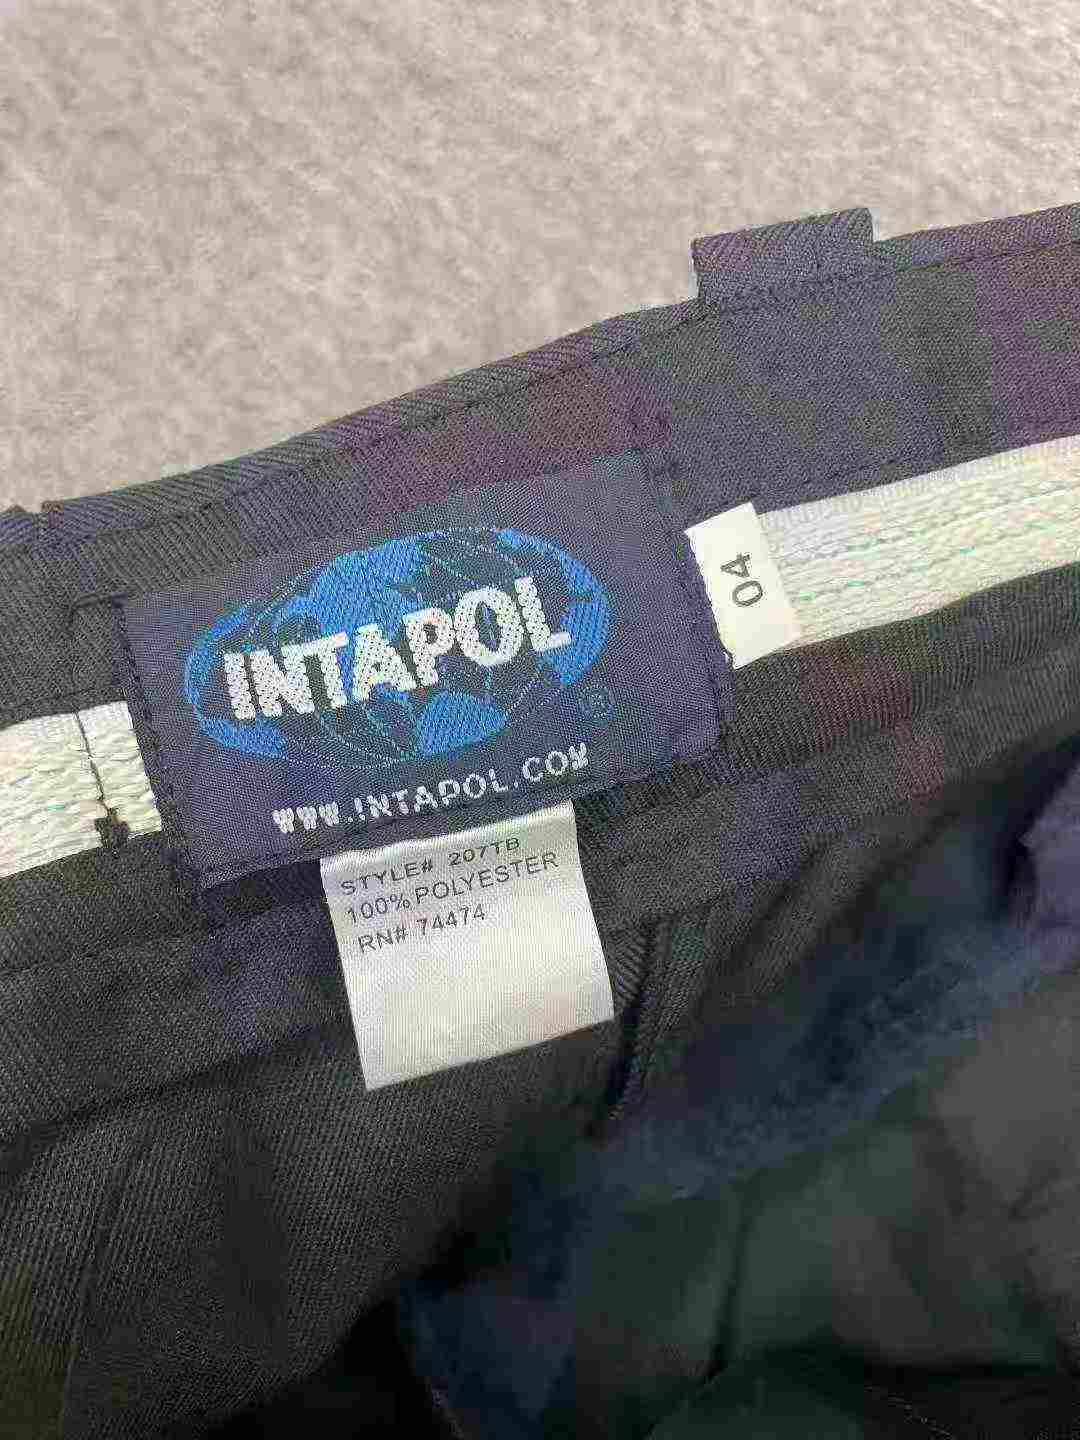 INTAPOL
WWW.INTAPOL.COM
04
STYLE# 207TB
100% POLYESTER
RN# 74474